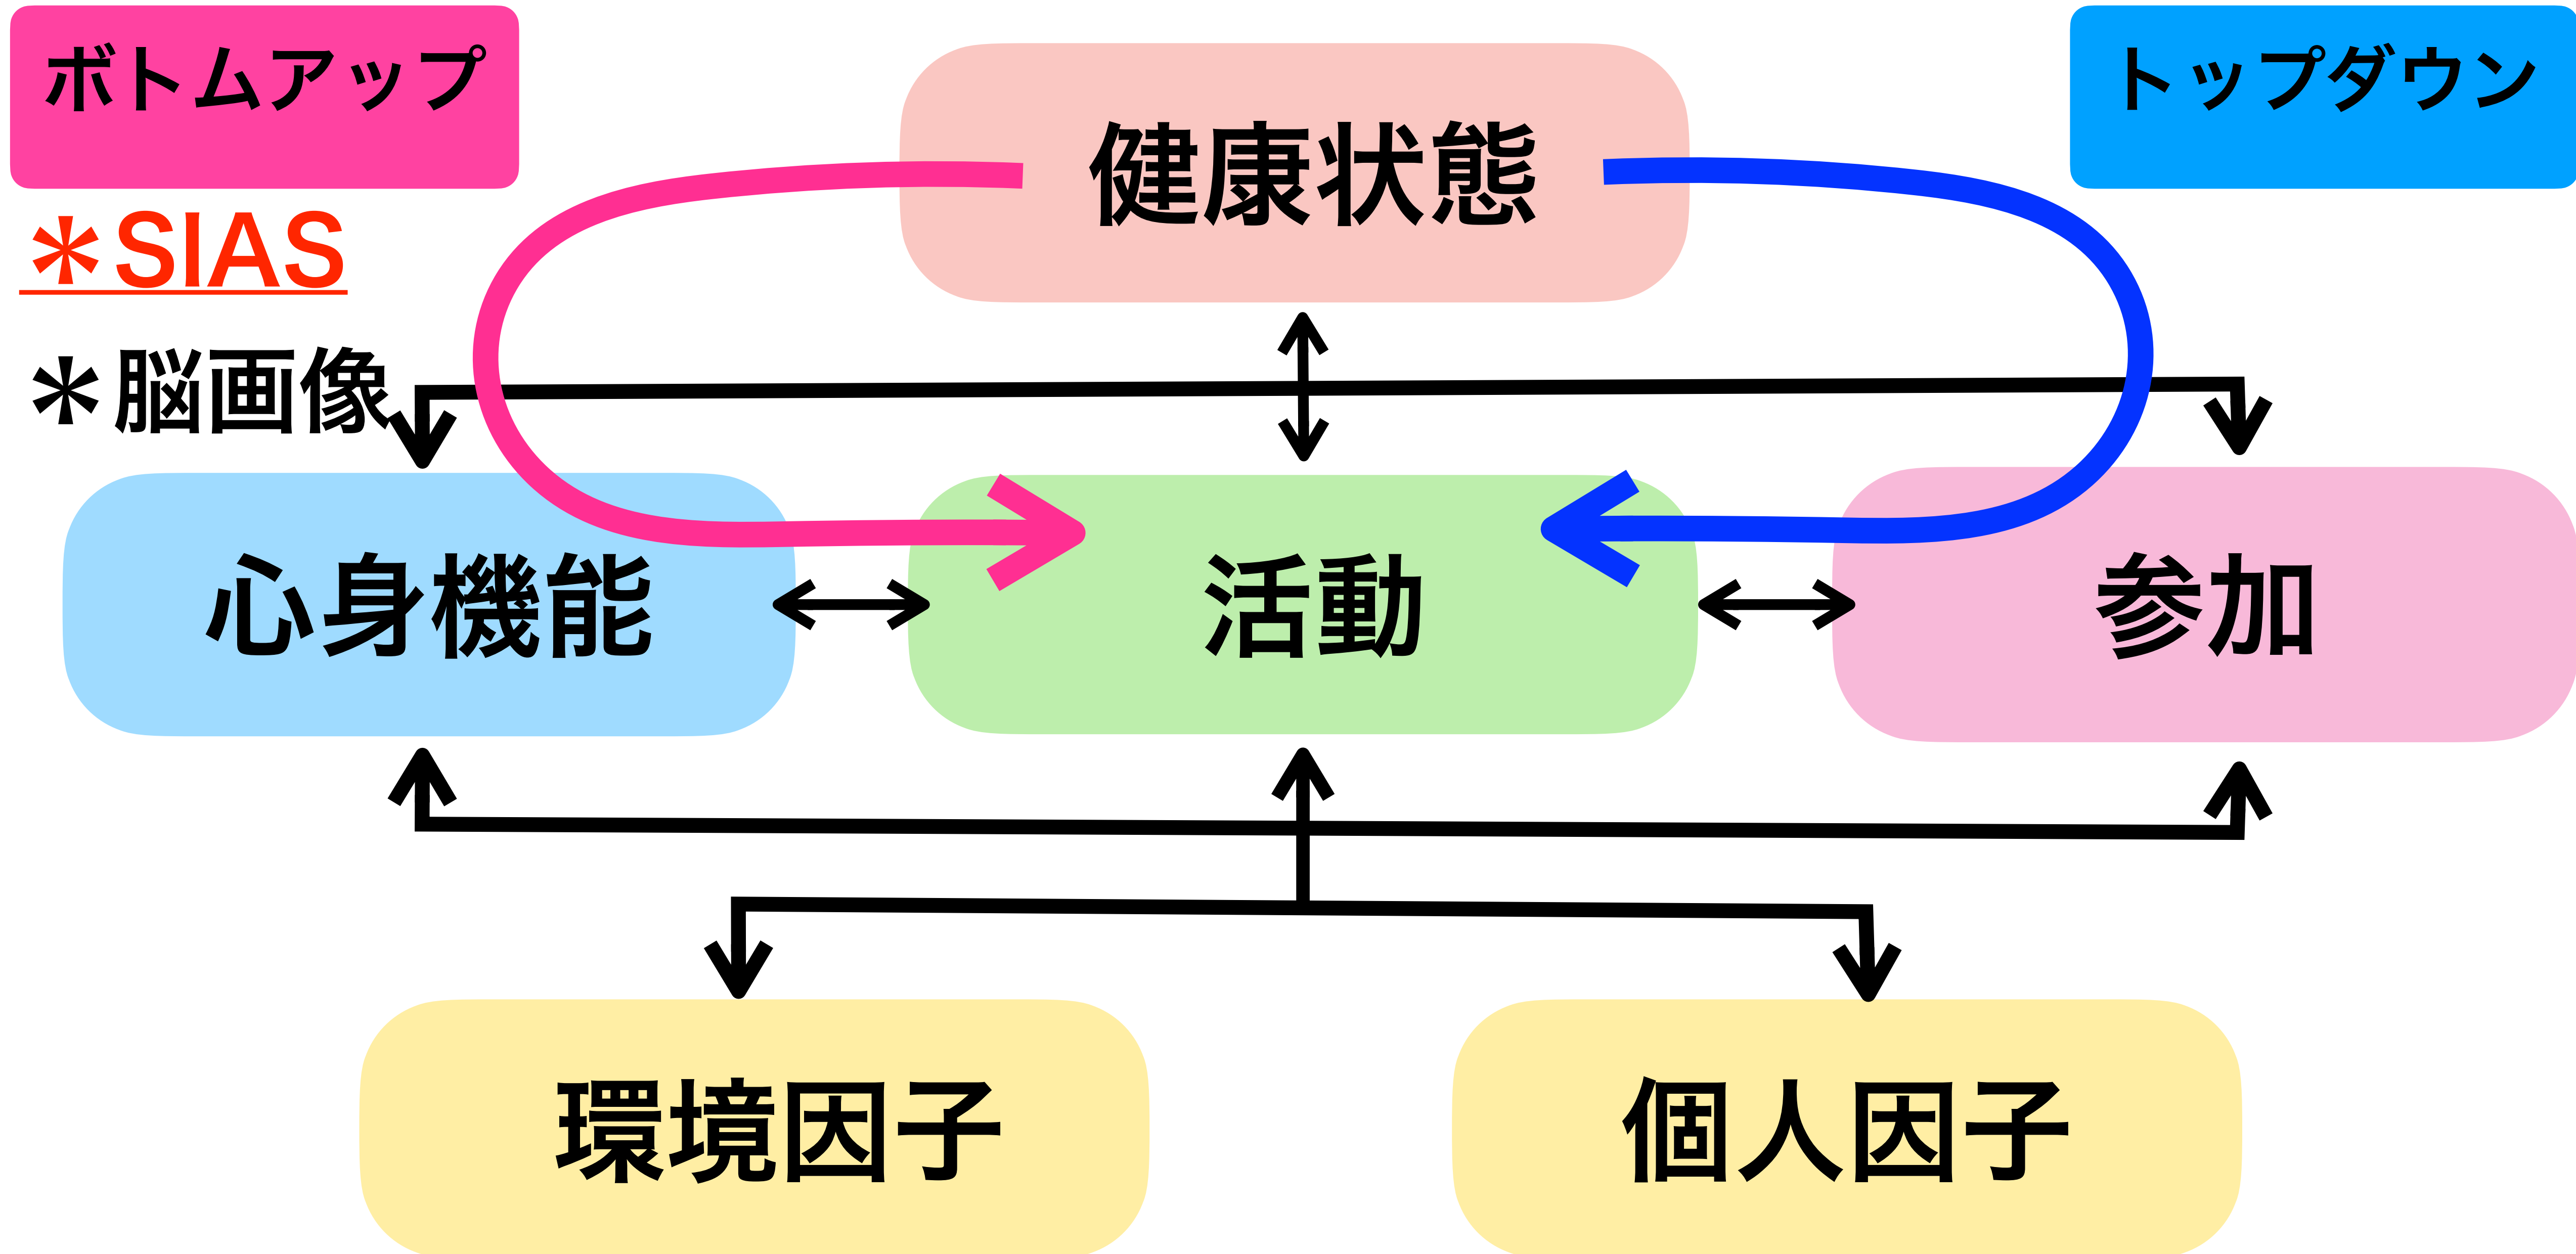 ボトムアップ
トップダウン
健康状態
＊SIAS
＊脳画像
心身機能
活動
参加
環境因子
個人因子